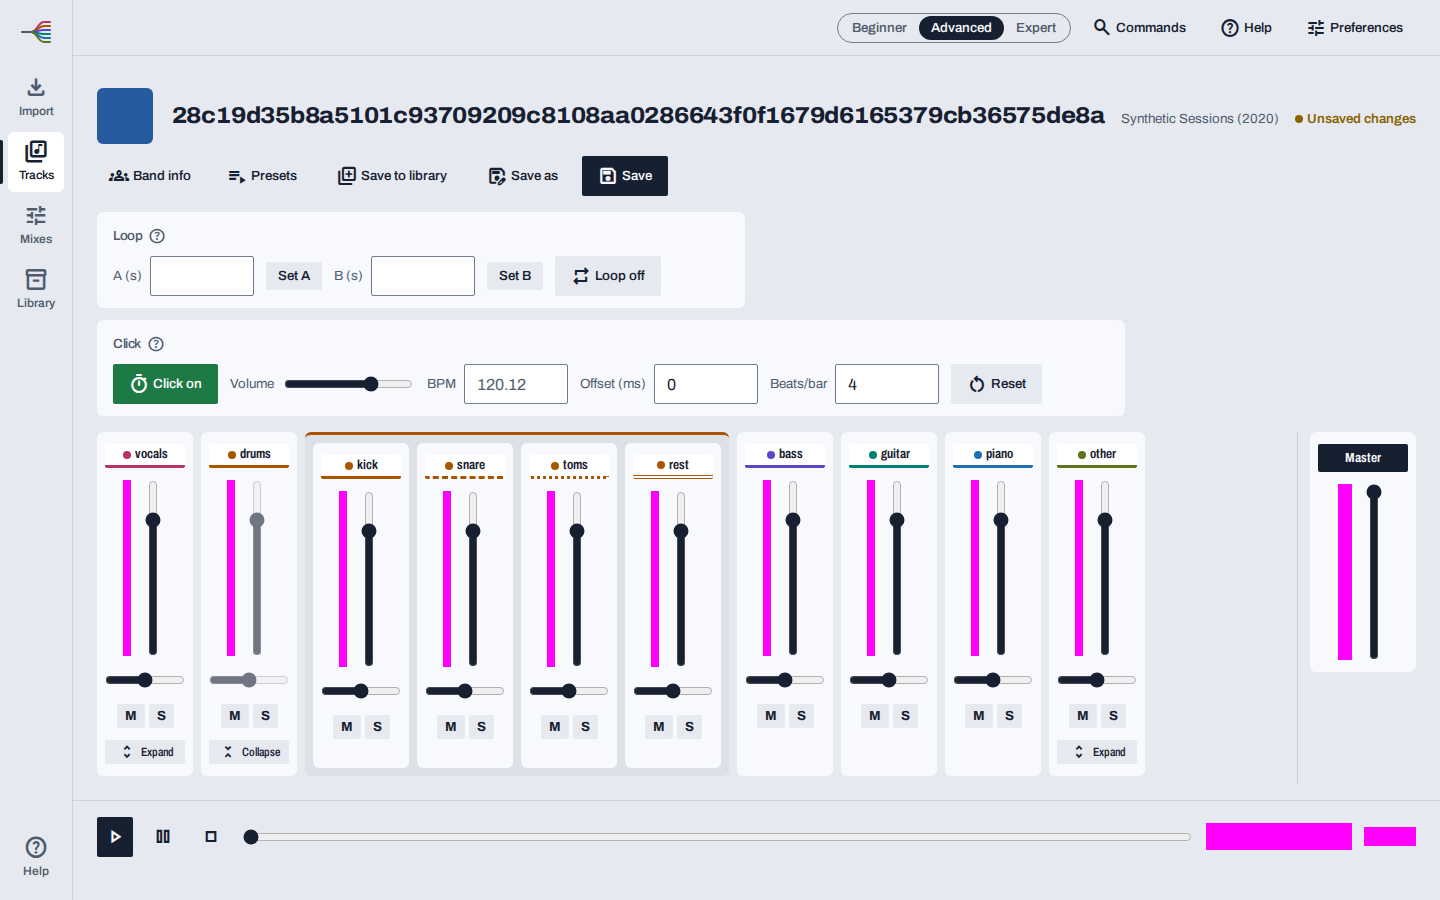 Beginner Advanced Expert Commands Help Preferences
Import
Tracks
Mixes
Library
Help
28c19d35b8a5101c93709209c8108aa0286643f0f1679d6165379cb36575de8a Synthetic Sessions (2020) Unsaved changes
Band info Presets Save to library Save as Save
Loop
A (s) Set A B (s) Set B Loop off
Click
Click on Volume BPM 120.12 Offset (ms) 0 Beats/bar 4 Reset
vocals drums kick snare toms rest bass guitar piano other Master
M S M S M S M S M S M S M S M S M S M S
Expand Collapse Expand